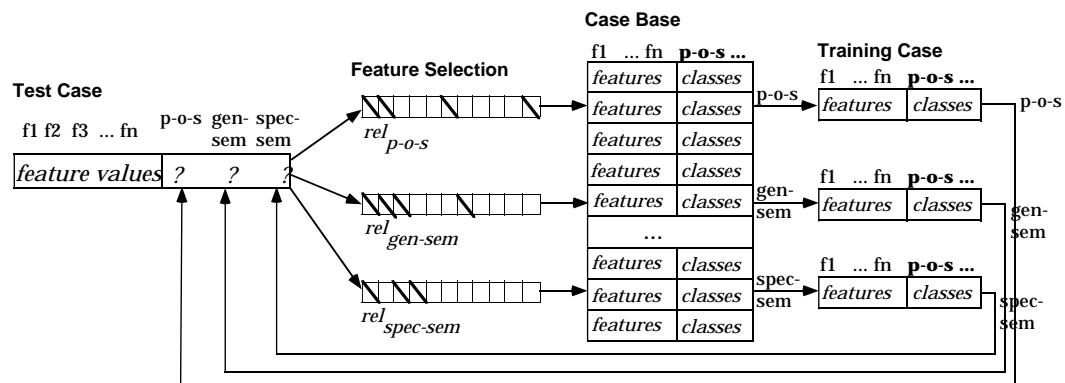 Case Base
f1 ... fn p-o-s ...
Training Case
Feature Selection
Test Case
features classes
features classes
features classes
features classes
features classes
...
features classes
features classes
features classes
f1 ... fn p-o-s ...
features classes
p-o-s
p-o-s
f1 f2 f3 ... fn
p-o-s
gen-
sem
spec-
sem
feature values ? ? ?
rel p-o-s
rel gen-sem
rel spec-sem
gen-
sem
f1 ... fn p-o-s ...
features classes
gen-
sem
spec-
sem
f1 ... fn p-o-s ...
features classes
spec-
sem